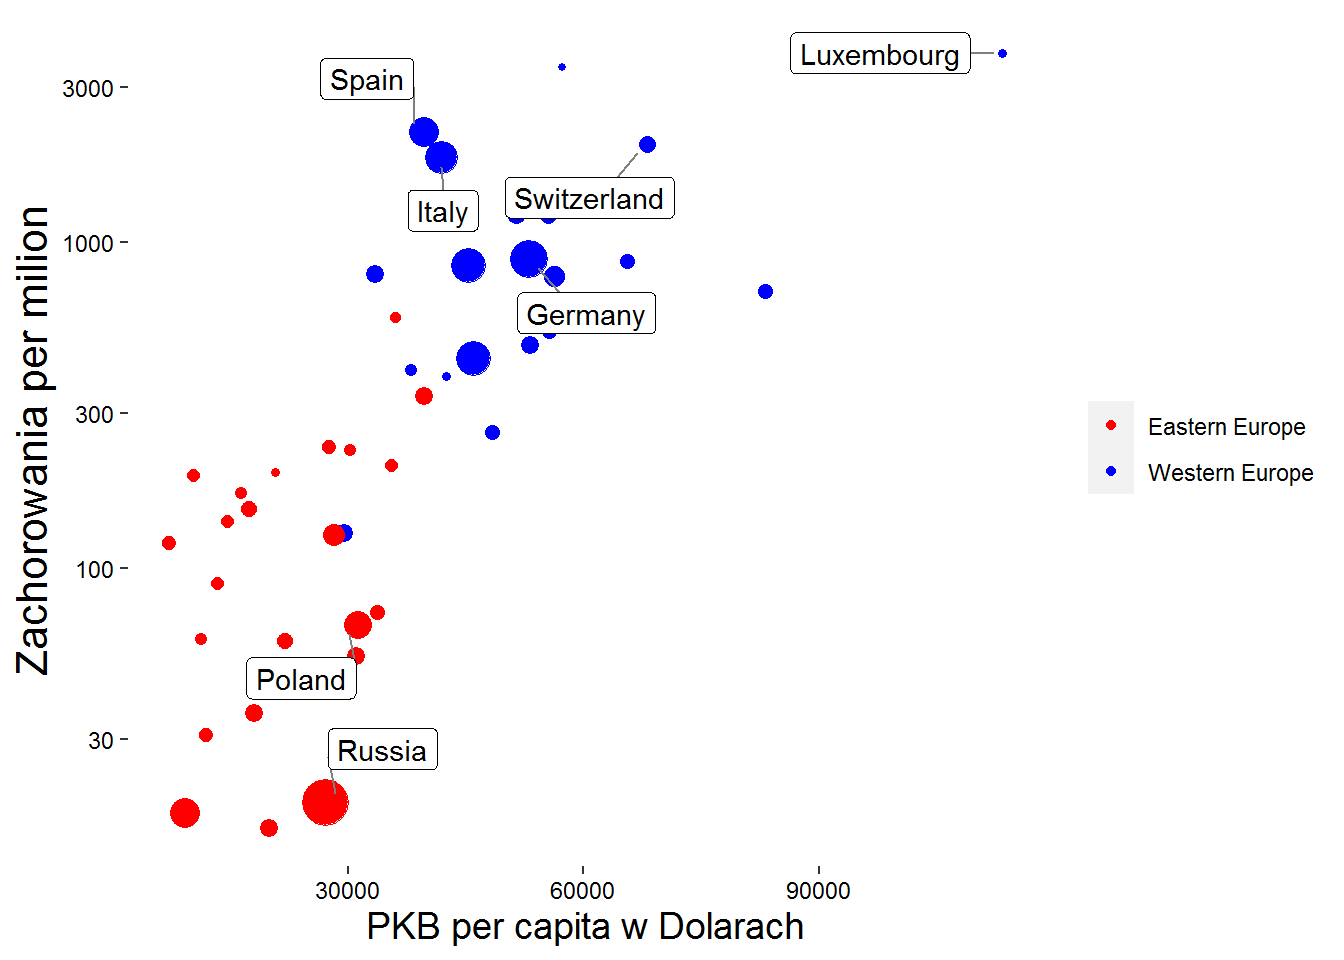 Luxembourg
Spain
3000
Switzerland
Italy
1000
Germany
300
Eastern Europe
Western Europe
100
Poland
30
Russia
30000 60000 90000
PKB per capita w Dolarach
Zachorowania per milion